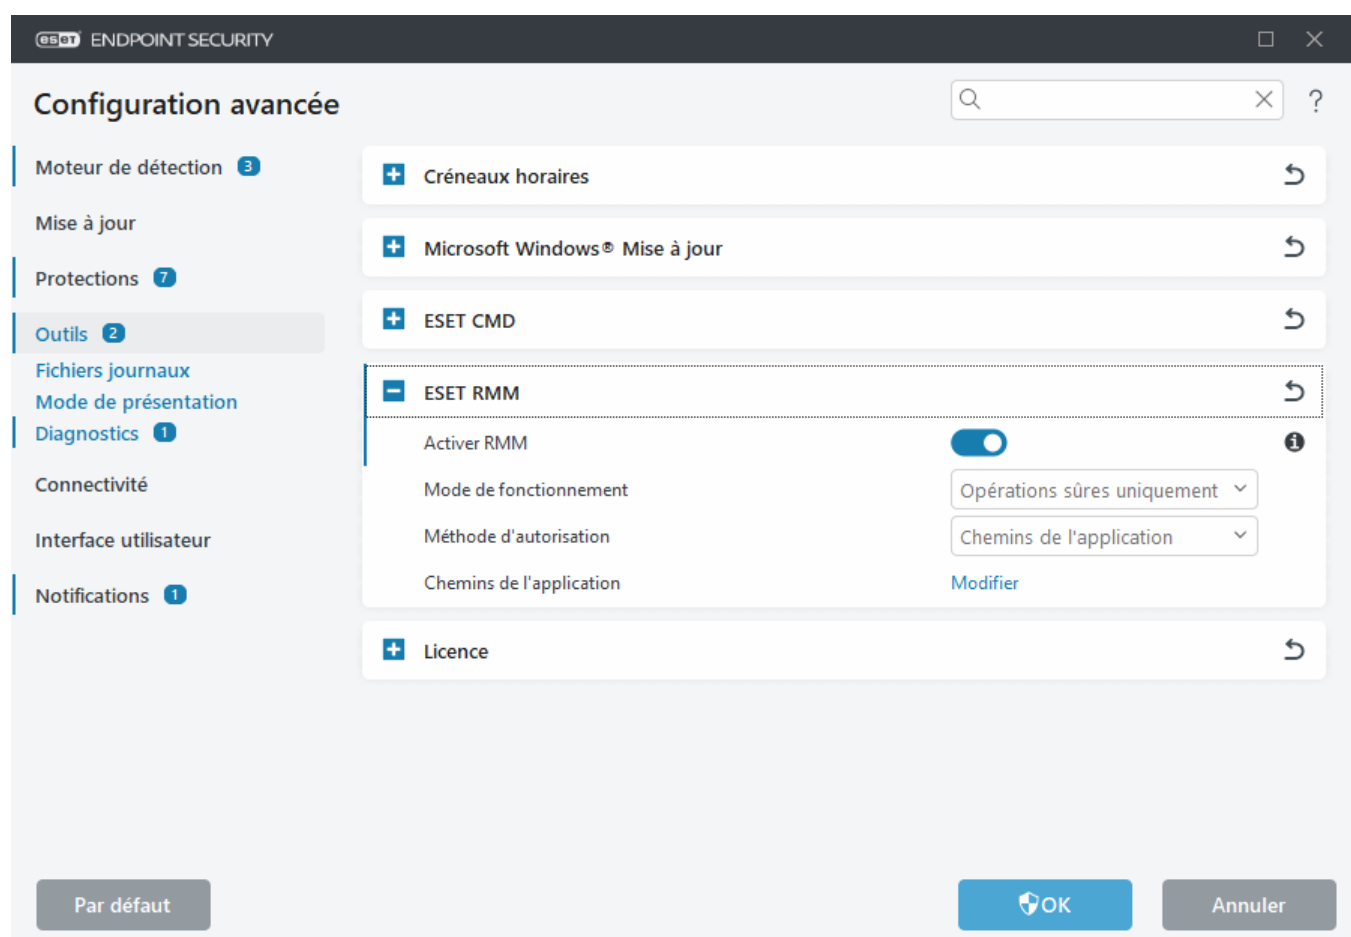 eset ENDPOINT SECURITY
Configuration avancée
?
Moteur de détection 3
Mise à jour
Protections 7
Outils 2
Fichiers journaux
Mode de présentation
Diagnostics 1
Connectivité
Interface utilisateur
Notifications 1
Créneaux horaires
Microsoft Windows® Mise à jour
ESET CMD
ESET RMM
Activer RMM
Mode de fonctionnement Opérations sûres uniquement
Méthode d'autorisation Chemins de l'application
Chemins de l'application Modifier
Licence
Par défaut OK Annuler